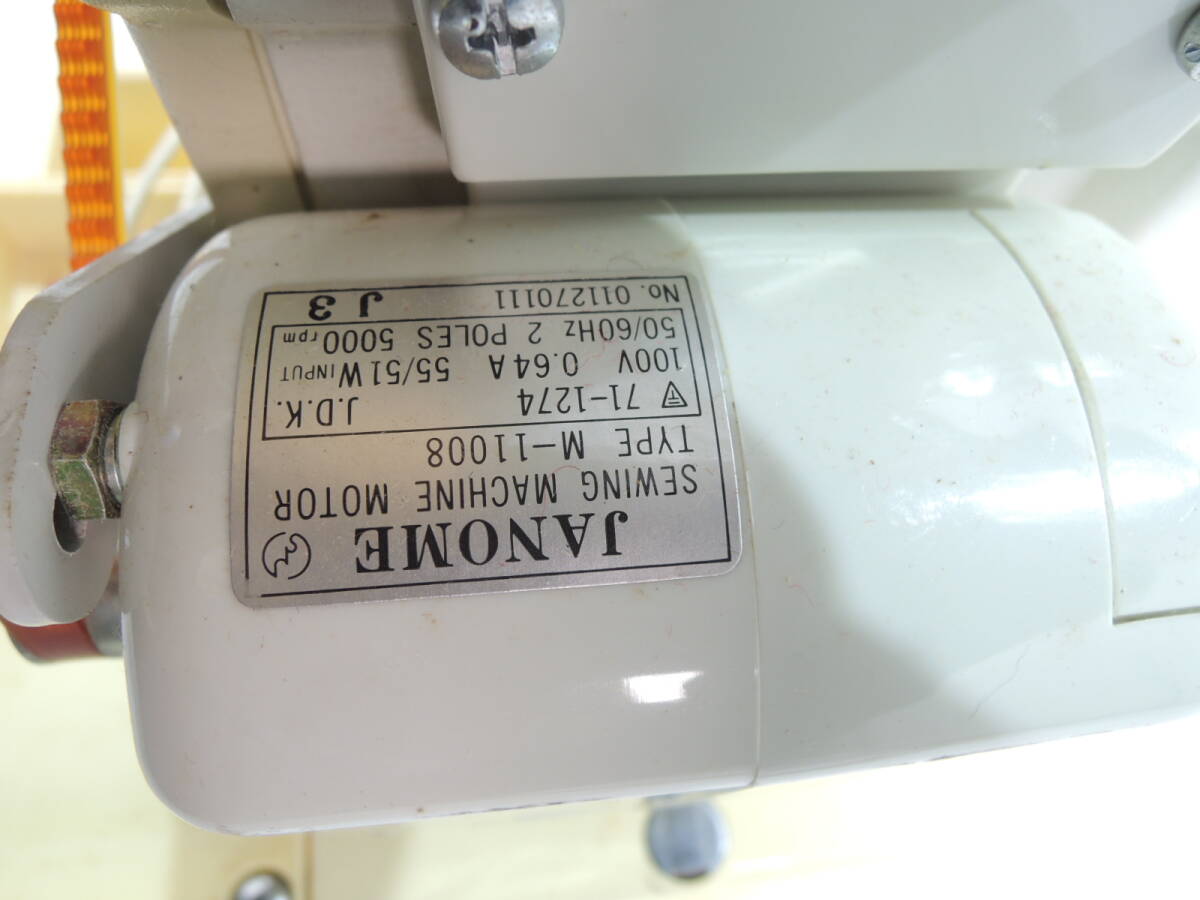 JANOME
SEWING MACHINE MOTOR
TYPE M-11008
71-1274 J.D.K.
100V 0.64A 55/51W INPUT
50/60Hz 2 POLES 5000rpm
No. 011270111 J3